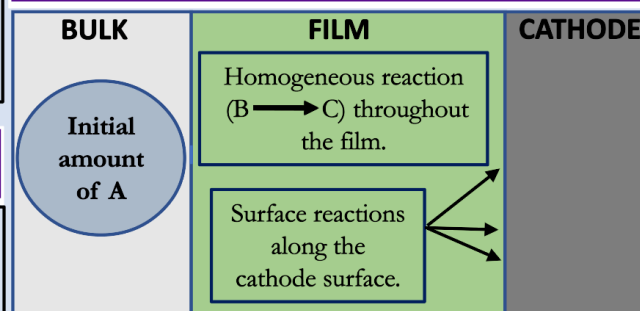 BULK
FILM
CATHODE
Initial
amount
of A
Homogeneous reaction
(B C) throughout
the film.
Surface reactions
along the
cathode surface.